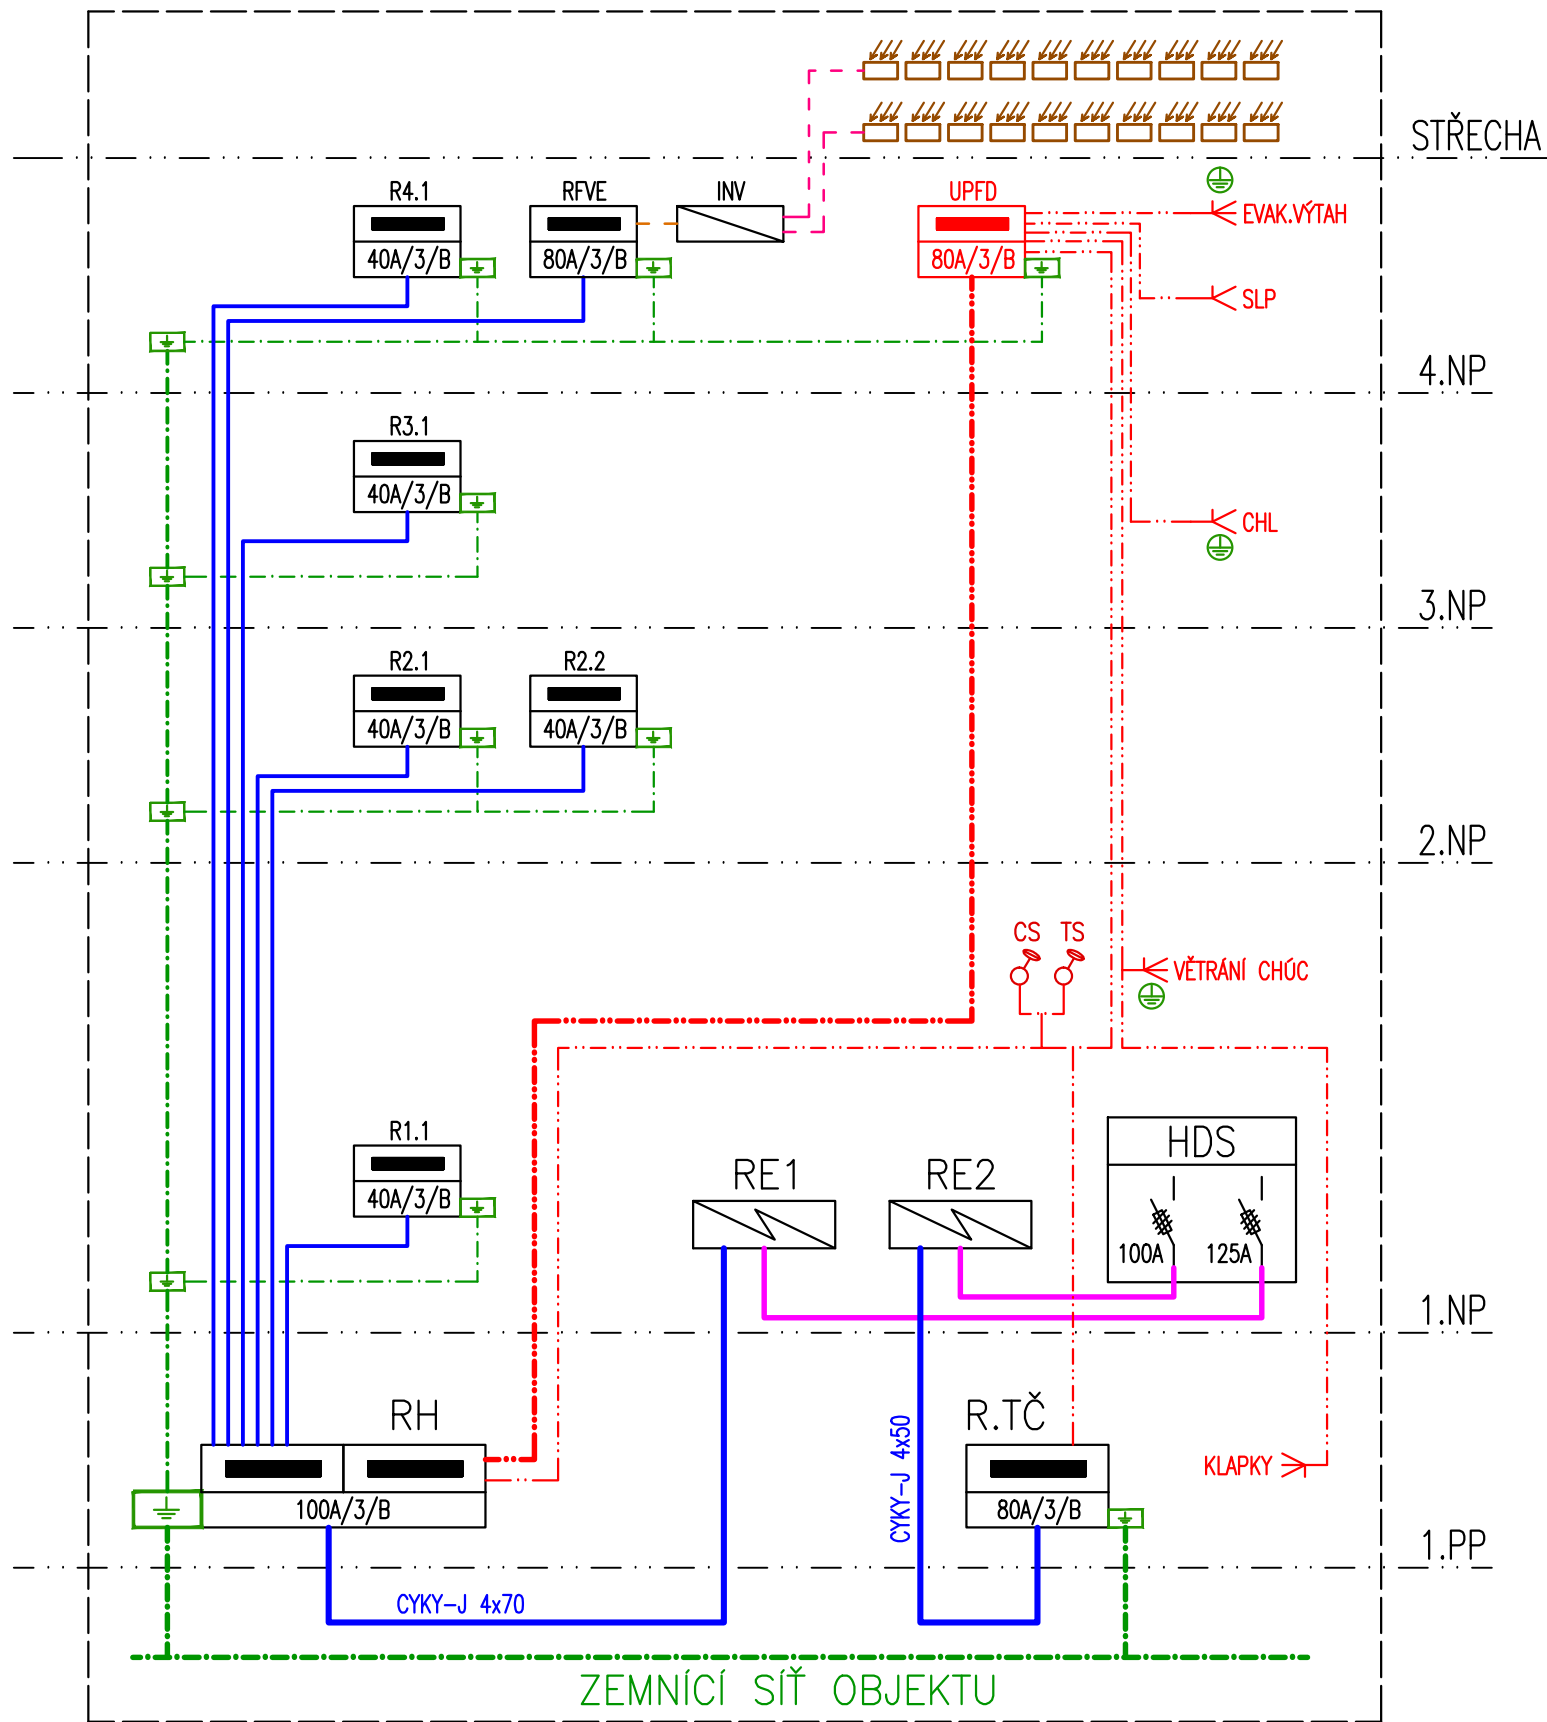 STŘECHA
R4.1
RFVE
INV
UPFD
EVAK.VÝTAH
40A/3/B
80A/3/B
80A/3/B
SLP
4.NP
R3.1
40A/3/B
CHL
3.NP
R2.1
R2.2
40A/3/B
40A/3/B
2.NP
CS
TS
VĚTRÁNÍ CHÚC
R1.1
HDS
RE1
RE2
40A/3/B
100A
125A
1.NP
RH
R.TČ
CYKY-J 4x50
KLAPKY
100A/3/B
80A/3/B
1.PP
CYKY-J 4x70
ZEMNÍCÍ SÍŤ OBJEKTU